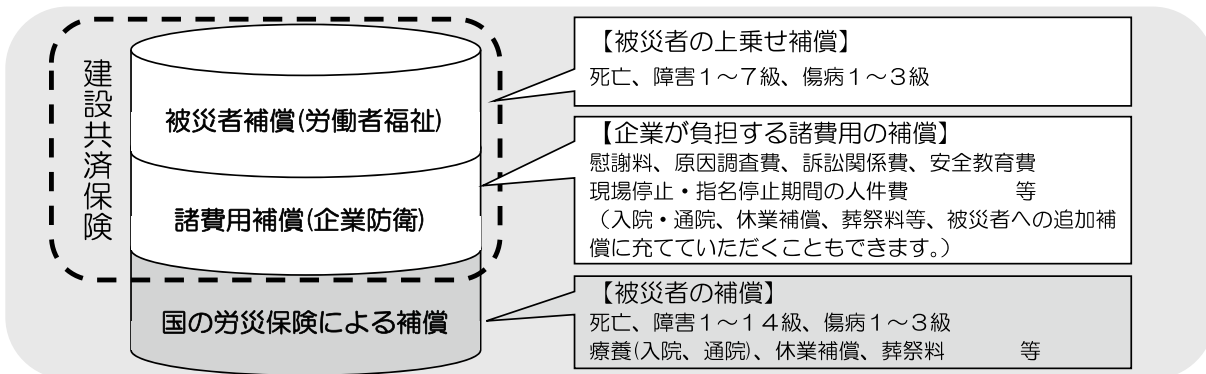 建設共済保険
被災者補償(労働者福祉)
諸費用補償(企業防衛)
国の労災保険による補償
【被災者の上乗せ補償】
死亡、障害１～７級、傷病１～３級
【企業が負担する諸費用の補償】
慰謝料、原因調査費、訴訟関係費、安全教育費
現場停止・指名停止期間の人件費　　　　　等
（入院・通院、休業補償、葬祭料等、被災者への追加補
償に充てていただくこともできます。）
【被災者の補償】
死亡、障害１～１４級、傷病１～３級
療養(入院、通院)、休業補償、葬祭料　　　　等